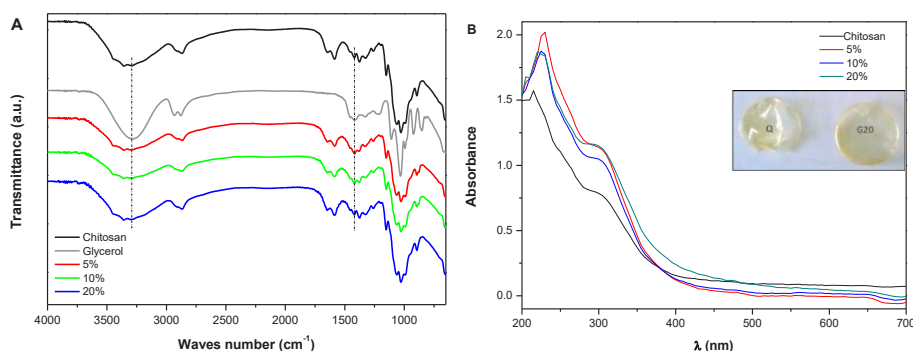 A
Transmittance (a.u.)
Chitosan
Glycerol
5%
10%
20%
4000 3500 3000 2500 2000 1500 1000
Waves number (cm-1)
B
Absorbance
2.0
1.5
1.0
0.5
0.0
Chitosan
5%
10%
20%
Q
G20
200 300 400 500 600 700
λ (nm)